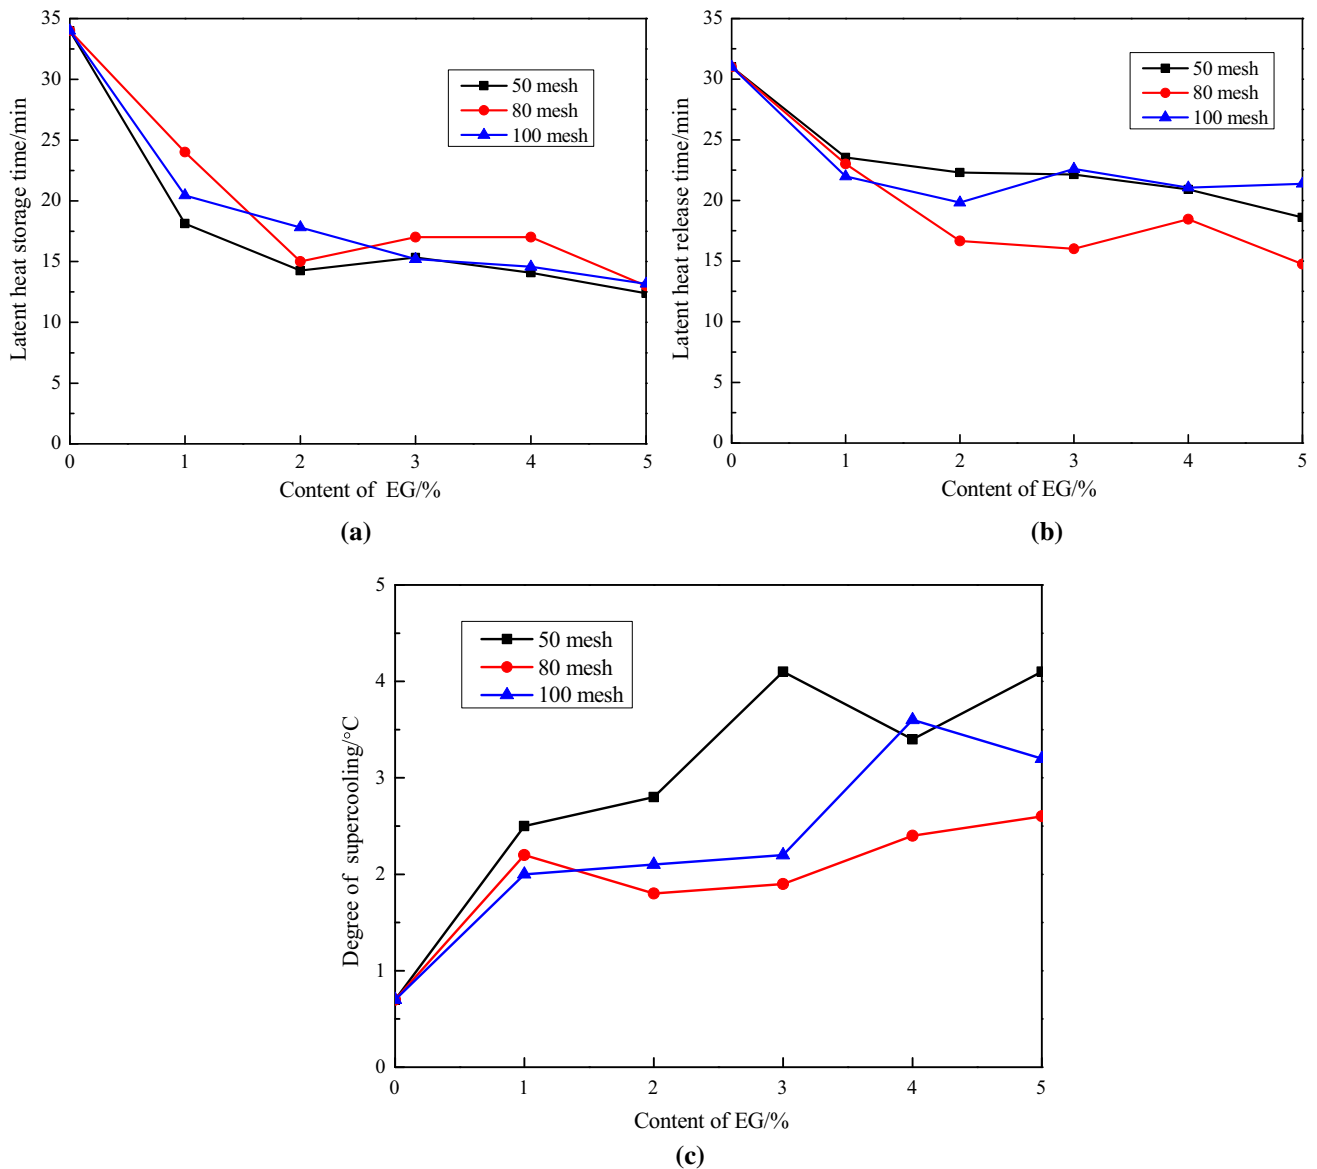 35
30
25
20
15
10
5
0
0 1 2 3 4 5
Latent heat storage time/min
Content of EG/%
50 mesh
80 mesh
100 mesh
(a)
35
30
25
20
15
10
5
0
0 1 2 3 4 5
Latent heat release time/min
Content of EG/%
50 mesh
80 mesh
100 mesh
(b)
5
4
3
2
1
0
0 1 2 3 4 5
Degree of supercooling/°C
Content of EG/%
50 mesh
80 mesh
100 mesh
(c)